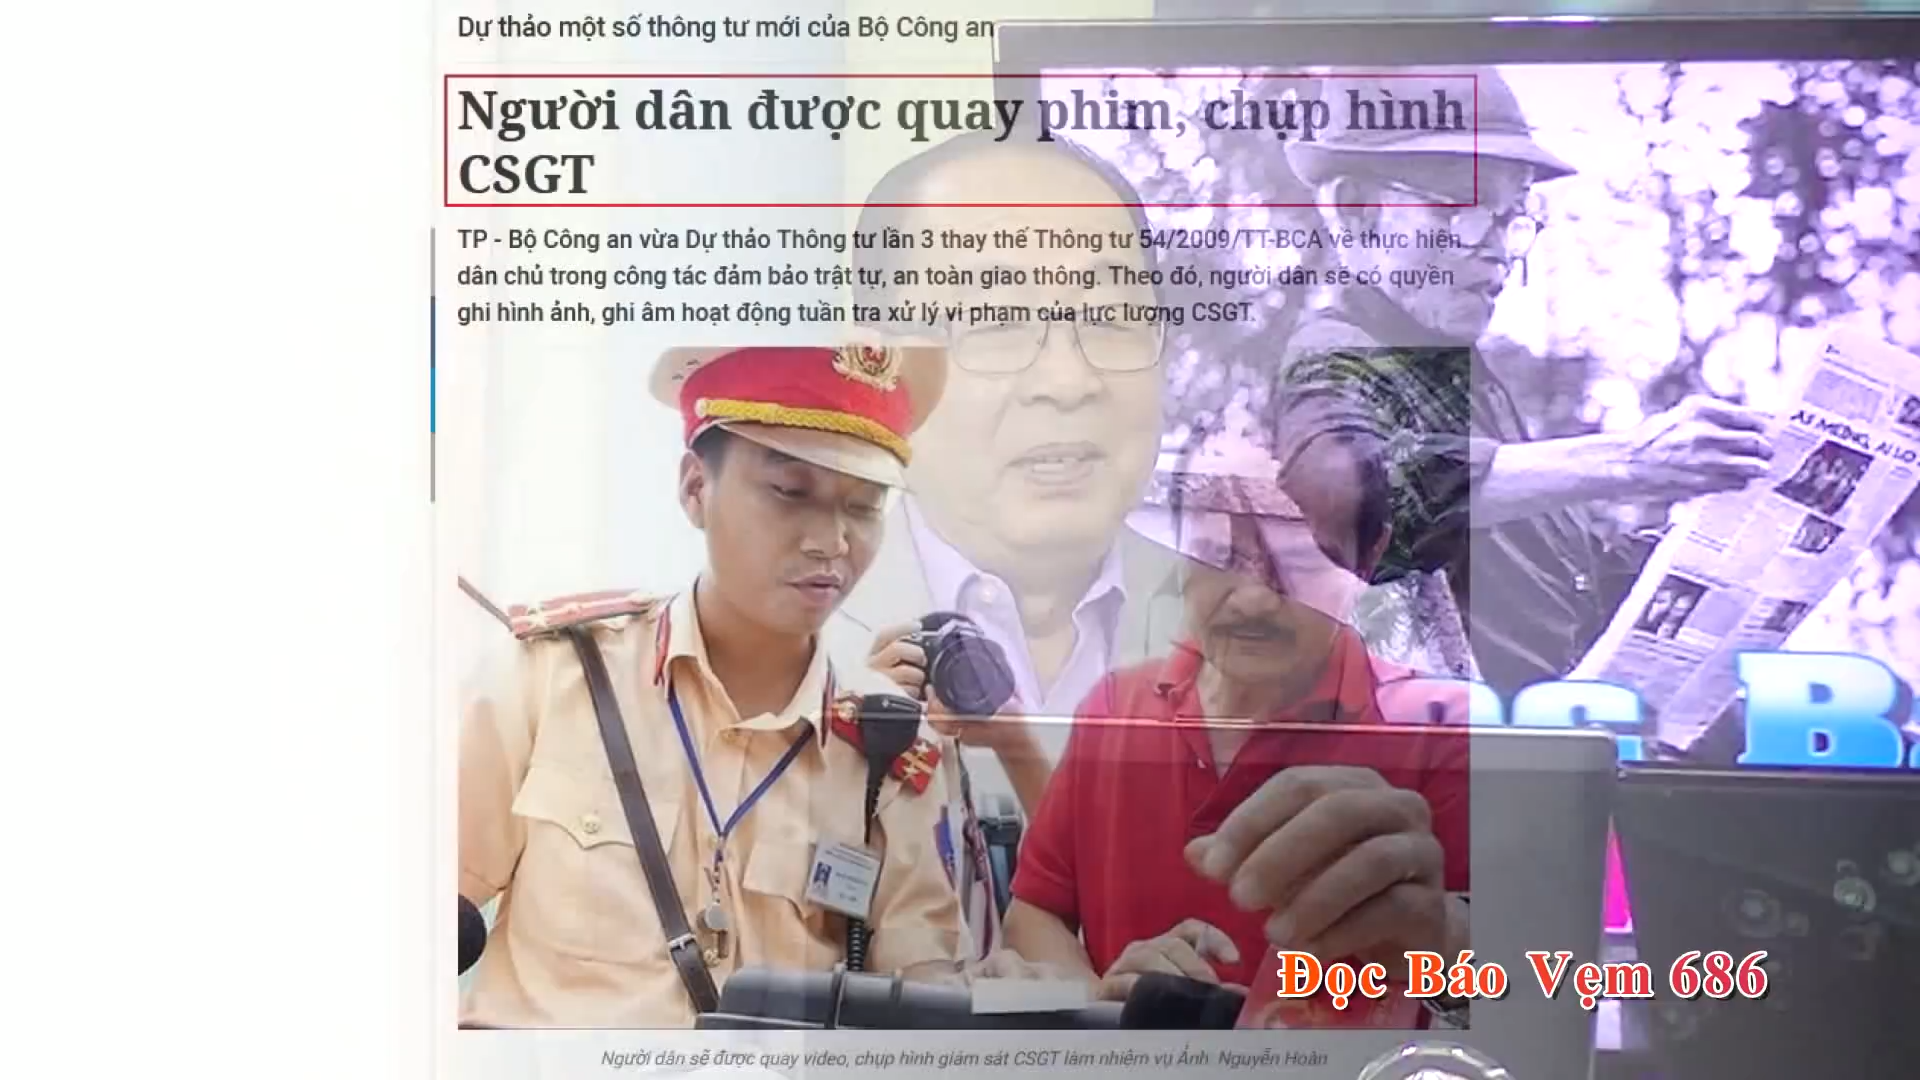 Dự thảo một số thông tư mới của Bộ Công an
Người dân được quay phim, chụp hình
CSGT
TP - Bộ Công an vừa Dự thảo Thông tư lần 3 thay thế Thông tư 54/2009/TT-BCA về thực hiện
dân chủ trong công tác đảm bảo trật tự, an toàn giao thông. Theo đó, người dân sẽ có quyền
ghi hình ảnh, ghi âm hoạt động tuần tra xử lý vi phạm của lực lượng CSGT.
AI MỪNG, AI LO
Đọc Báo Vẹm 686
Người dân sẽ được quay video, chụp hình giám sát CSGT làm nhiệm vụ Ảnh: Nguyễn Hoàn